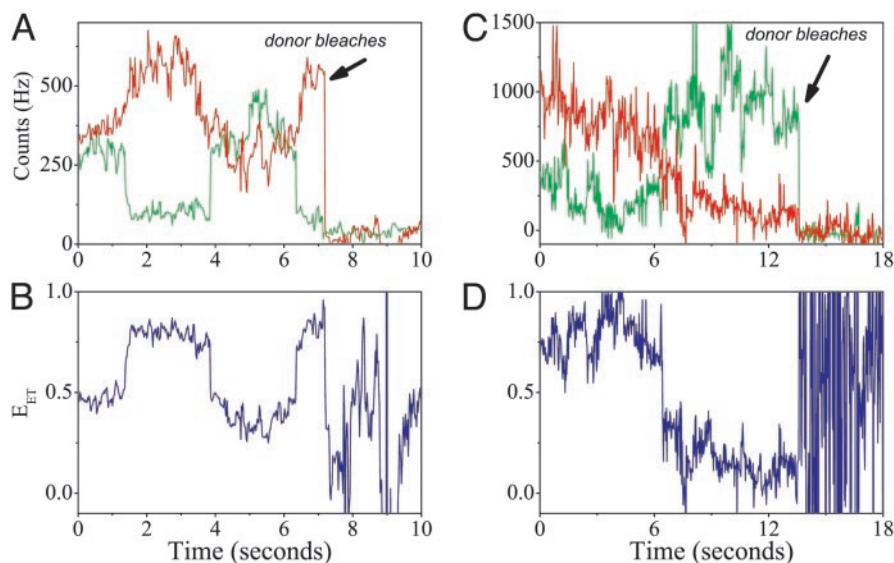 A
donor bleaches
Counts (Hz)
500
250
0
0 2 4 6 8 10
C
donor bleaches
1500
1000
500
0
0 6 12 18
B
E_ET
1.0
0.5
0.0
0 2 4 6 8 10
Time (seconds)
D
1.0
0.5
0.0
0 6 12 18
Time (seconds)